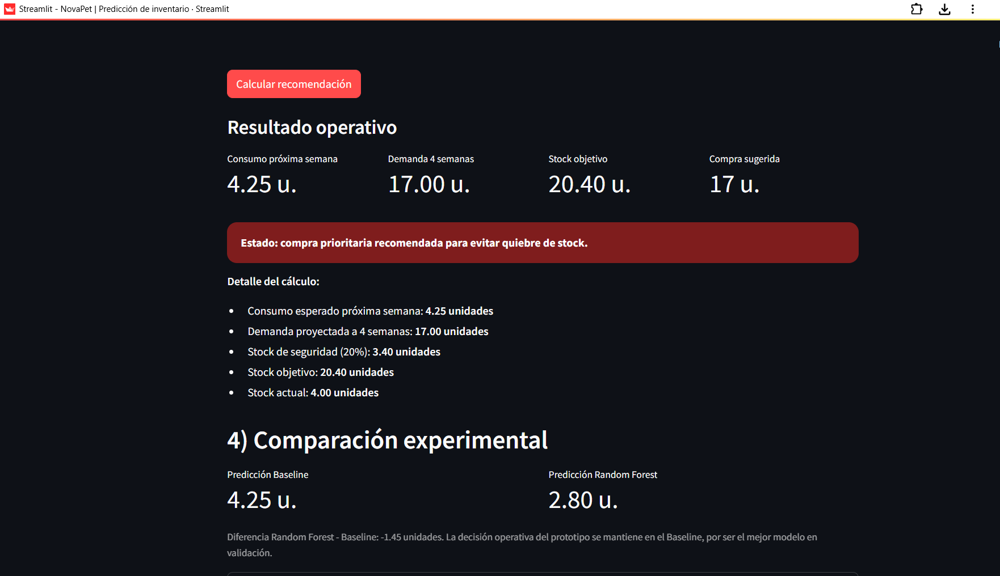 Streamlit - NovaPet | Predicción de inventario · Streamlit
Calcular recomendación
Resultado operativo
Consumo próxima semana
4.25 u.
Demanda 4 semanas
17.00 u.
Stock objetivo
20.40 u.
Compra sugerida
17 u.
Estado: compra prioritaria recomendada para evitar quiebre de stock.
Detalle del cálculo:
Consumo esperado próxima semana: 4.25 unidades
Demanda proyectada a 4 semanas: 17.00 unidades
Stock de seguridad (20%): 3.40 unidades
Stock objetivo: 20.40 unidades
Stock actual: 4.00 unidades
4) Comparación experimental
Predicción Baseline
4.25 u.
Predicción Random Forest
2.80 u.
Diferencia Random Forest - Baseline: -1.45 unidades. La decisión operativa del prototipo se mantiene en el Baseline, por ser el mejor modelo en
validación.